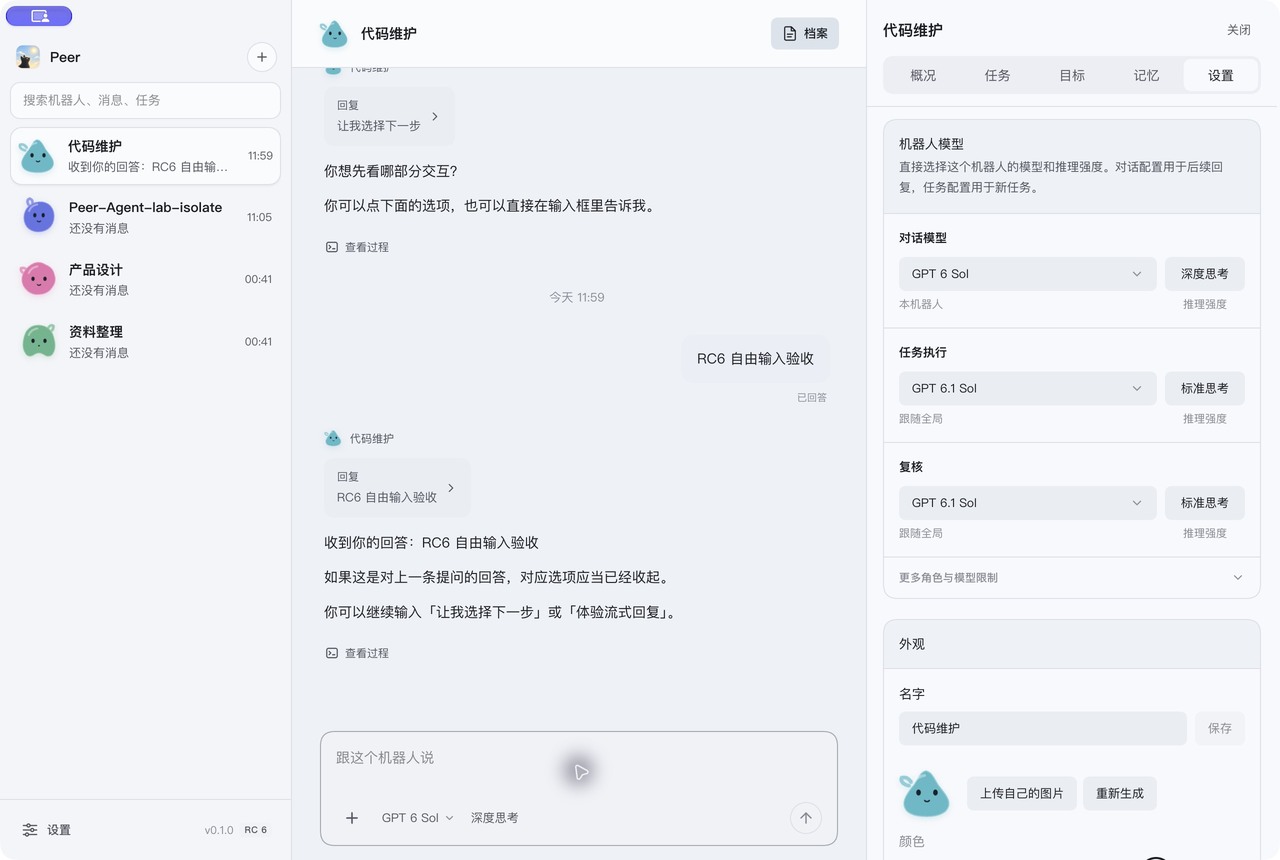 Peer
搜索机器人、消息、任务
代码维护
11:59
收到你的回答：RC6 自由输…
Peer-Agent-lab-isolate
11:05
还没有消息
产品设计
00:41
还没有消息
资料整理
00:41
还没有消息
设置
v0.1.0
RC 6
代码维护
档案
代码维护
回复
让我选择下一步
你想先看哪部分交互?
你可以点下面的选项，也可以直接在输入框里告诉我。
查看过程
今天 11:59
RC6 自由输入验收
已回答
代码维护
回复
RC6 自由输入验收
收到你的回答：RC6 自由输入验收
如果这是对上一条提问的回答，对应选项应当已经收起。
你可以继续输入「让我选择下一步」或「体验流式回复」。
查看过程
跟这个机器人说
GPT 6 Sol
深度思考
代码维护
关闭
概况
任务
目标
记忆
设置
机器人模型
直接选择这个机器人的模型和推理强度。对话配置用于后续回
复，任务配置用于新任务。
对话模型
GPT 6 Sol
深度思考
本机器人
推理强度
任务执行
GPT 6.1 Sol
标准思考
跟随全局
推理强度
复核
GPT 6.1 Sol
标准思考
跟随全局
推理强度
更多角色与模型限制
外观
名字
代码维护
保存
上传自己的图片
重新生成
颜色